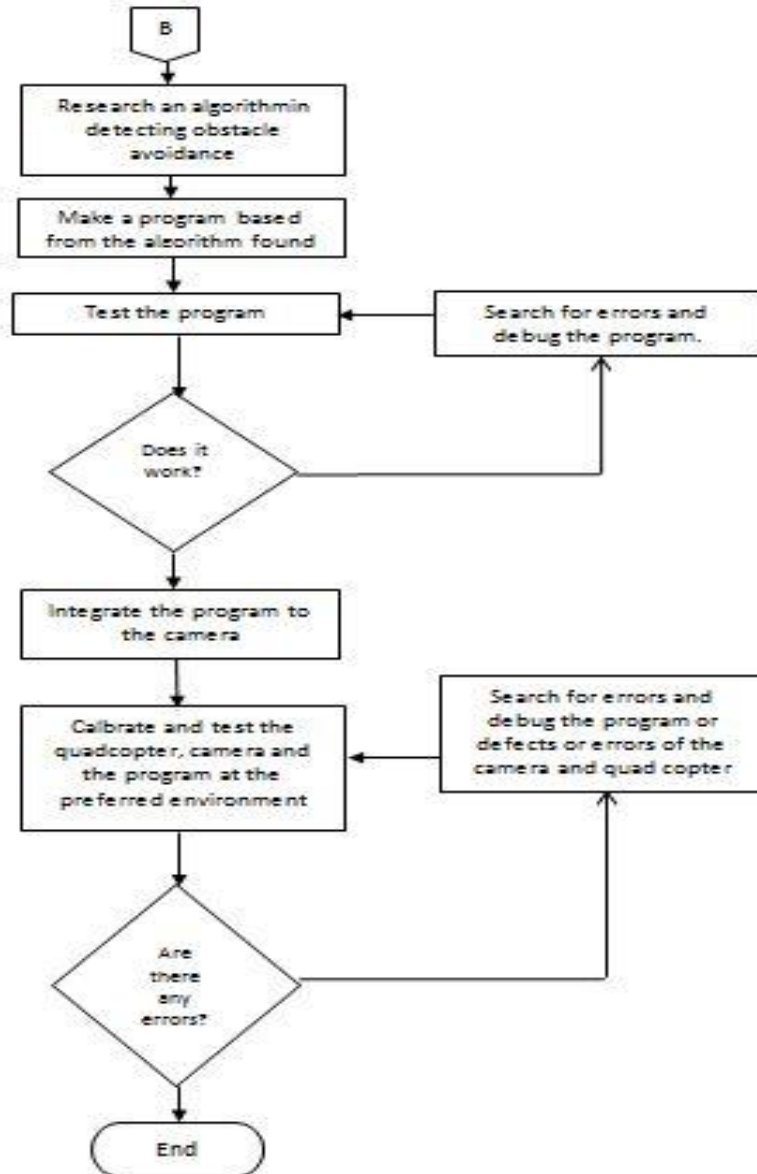 B
Research an algorithmin
detecting obstacle
avoidance
Make a program based
from the algorithm found
Test the program
Search for errors and
debug the program.
Does it
work?
Integrate the program to
the camera
Calbrate and test the
quadcopter, camera and
the program at the
preferred environment
Search for errors and
debug the program or
defects or errors of the
camera and quad copter
Are
there
any
errors?
End